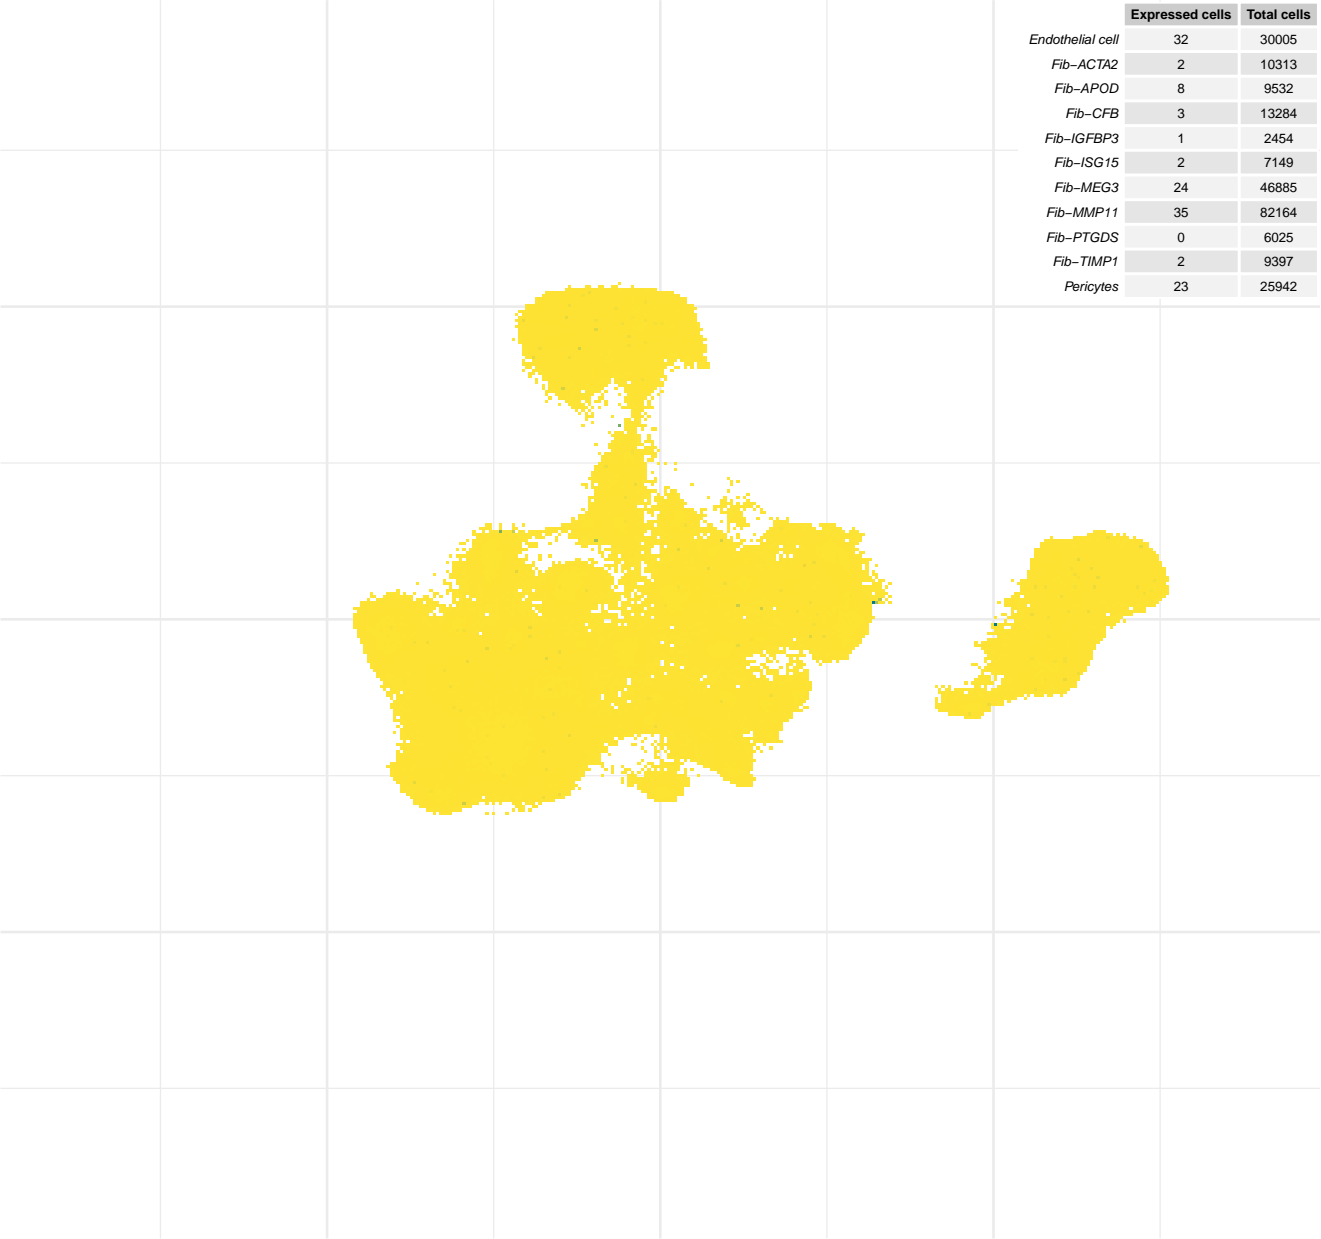 Expressed cells Total cells
Endothelial cell 32 30005
Fib−ACTA2 2 10313
Fib−APOD 8 9532
Fib−CFB 3 13284
Fib−IGFBP3 1 2454
Fib−ISG15 2 7149
Fib−MEG3 24 46885
Fib−MMP11 35 82164
Fib−PTGDS 0 6025
Fib−TIMP1 2 9397
Pericytes 23 25942